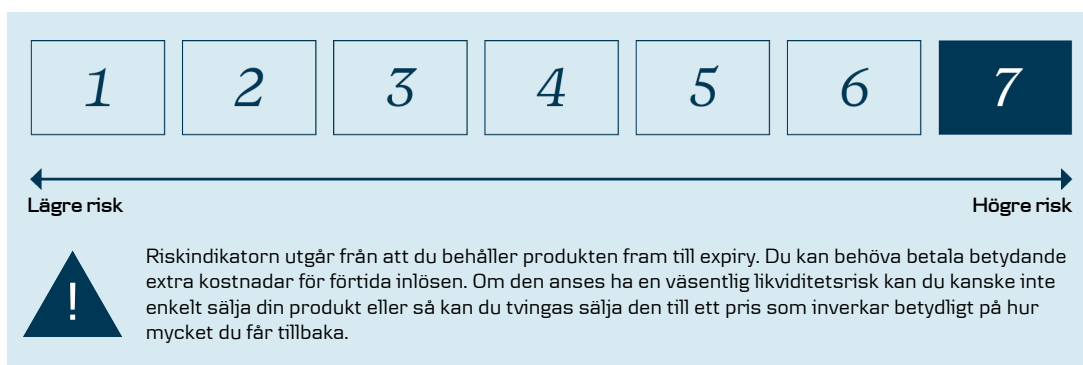 1 2 3 4 5 6 7
Lägre risk Högre risk
Riskindikatorn utgår från att du behåller produkten fram till expiry. Du kan behöva betala betydande
extra kostnadar för förtida inlösen. Om den anses ha en väsentlig likviditetsrisk kan du kanske inte
enkelt sälja din produkt eller så kan du tvingas sälja den till ett pris som inverkar betydligt på hur
mycket du får tillbaka.